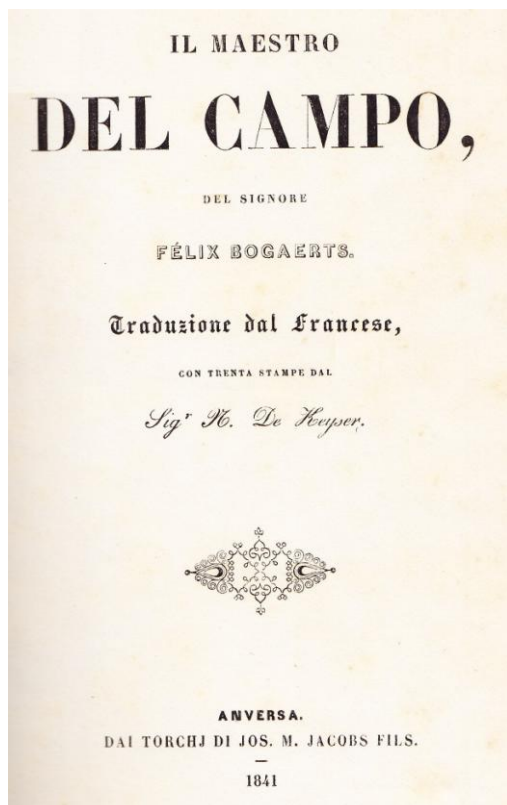 IL MAESTRO
DEL CAMPO,
DEL SIGNORE
FÉLIX BOGAERTS.
Traduzione dal Francese,
CON TRENTA STAMPE DAL
Sigʳ N. De Keyser.
ANVERSA.
DAI TORCHJ DI JOS. M. JACOBS FILS.
1841